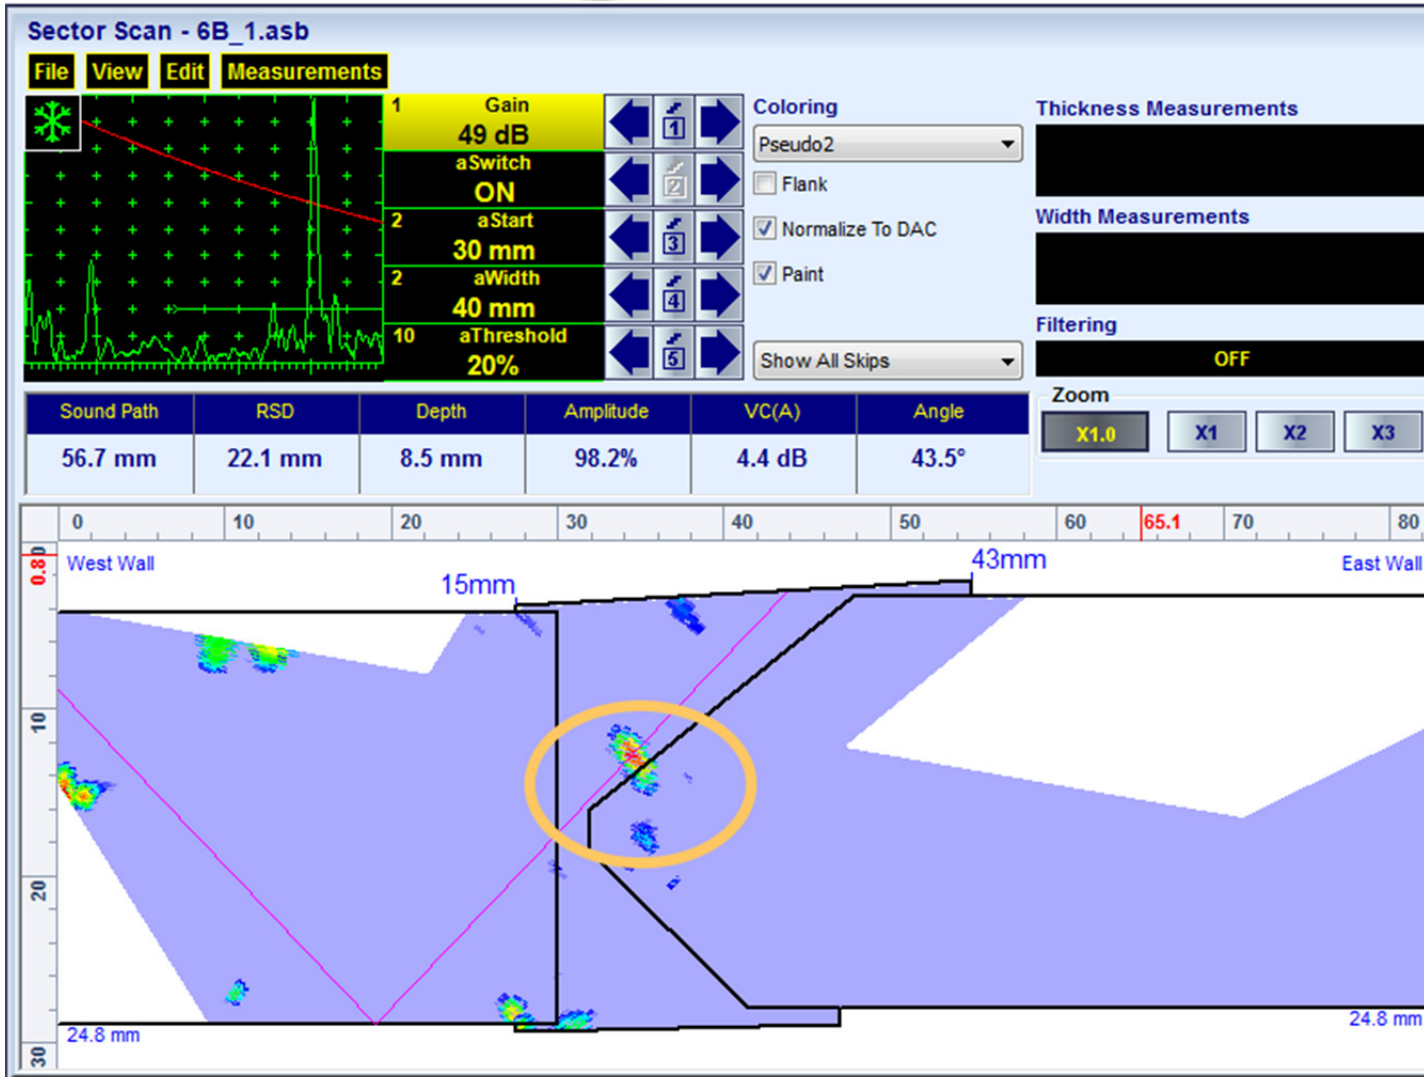 Sector Scan - 6B_1.asb
File View Edit Measurements
1 Gain
49 dB
aSwitch
ON
2 aStart
30 mm
2 aWidth
40 mm
10 aThreshold
20%
1
2
3
4
5
Coloring
Pseudo2
Flank
Normalize To DAC
Paint
Show All Skips
Thickness Measurements
Width Measurements
Filtering
OFF
Zoom
X1.0 X1 X2 X3
Sound Path RSD Depth Amplitude VC(A) Angle
56.7 mm 22.1 mm 8.5 mm 98.2% 4.4 dB 43.5°
0 10 20 30 40 50 60 65.1 70 80
0.8
West Wall
East Wall
15mm
43mm
10
20
30
24.8 mm
24.8 mm